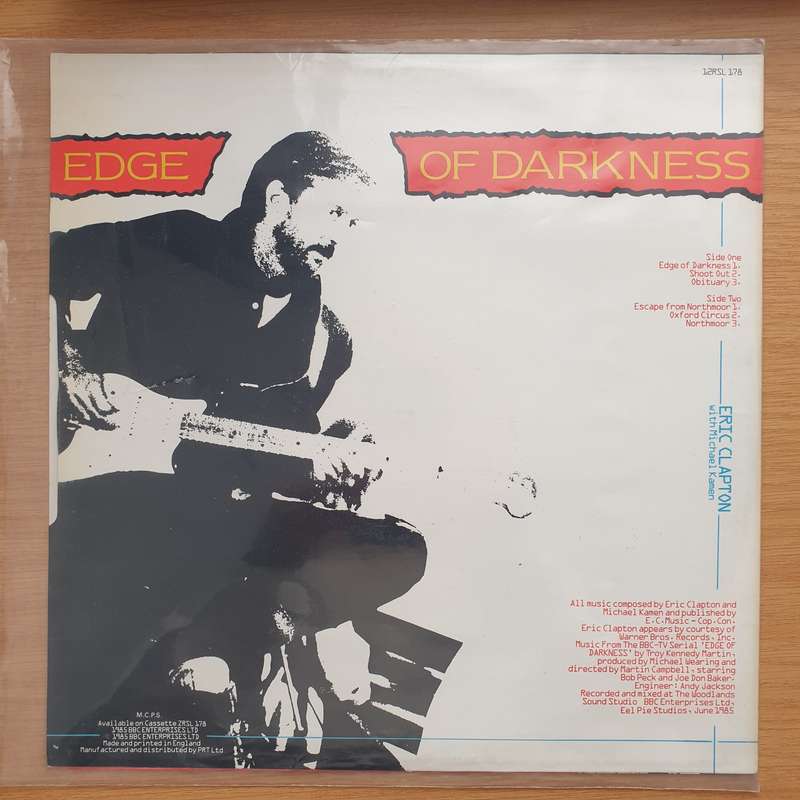 12RSL 178
EDGE OF DARKNESS
Side One
Edge of Darkness 1.
Shoot Out 2.
Obituary 3.
Side Two
Escape from Northmoor 1.
Oxford Circus 2.
Northmoor 3.
ERIC CLAPTON
with Michael Kamen
All music composed by Eric Clapton and
Michael Kamen and published by
E.C.Music - Cop.Con.
Eric Clapton appears by courtesy of
Warner Bros. Records, Inc.
Music From The BBC-TV Serial 'EDGE OF
DARKNESS' by Troy Kennedy Martin,
produced by Michael Wearing and
directed by Martin Campbell, starring
Bob Peck and Joe Don Baker.
Engineer: Andy Jackson
Recorded and mixed at The Woodlands
Sound Studio BBC Enterprises Ltd,
Eel Pie Studios, June 1985.
M.C.P.S.
Available on Cassette ZRSL 178
1985 BBC ENTERPRISES LTD
1985 BBC ENTERPRISES LTD
Made and printed in England
Manufactured and distributed by PRT Ltd